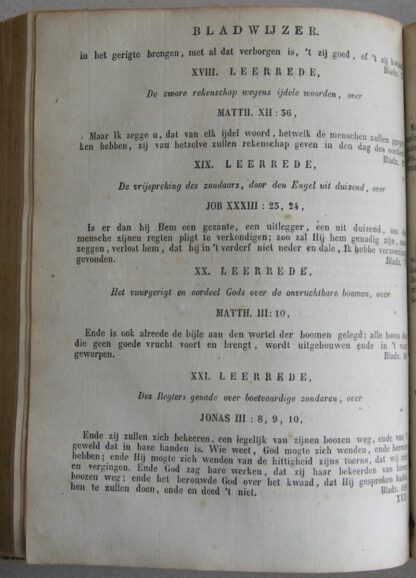 BLADWIJZER.
in het gerigte brengen, met al dat verborgen is, 't zij goed, of 't zij kwaad
Bladz.
XVIII. LEERREDE,
De zware rekenschap wegens ijdele woorden, over
MATTH. XII: 36,
Maar Ik zegge u, dat van elk ijdel woord, hetwelk de menschen zullen
ken hebben, zij van hetzelve zullen rekenschap geven in den dag des
Bladz.
XIX. LEERREDE,
De vrijspreking des zondaars, door den Engel uit duizend, over
JOB XXXIII: 23, 24,
Is er dan bij Hem een gezante, een uitlegger, een uit duizend, om den
mensche zijnen regten pligt te verkondigen; zoo zal Hij hem genadig zijn,
zeggen, verlost hem, dat hij in 't verderf niet neder en dale, Ik hebbe
gevonden. Bladz.
XX. LEERREDE,
Het vuurgerigt en oordeel Gods over de onvruchtbare boomen, over
MATTH. III: 10,
Ende is ook alreede de bijle aan den wortel der boomen gelegd; alle boom
die geen goede vrucht voort en brengt, wordt uitgehouwen ende in 't
geworpen. Bladz.
XXI. LEERREDE,
Des Regters genade over boetvaardige zondaren, over
JONAS III: 8, 9, 10,
Ende zij zullen zich bekeeren, een iegelijk van zijnen boozen weg, ende van
geweld dat in hare handen is. Wie weet, God mogte zich wenden, ende
hebben; ende Hij mogte zich wenden van de hittigheid zijns toorns, dat wij
en vergingen. Ende God zag hare werken, dat zij haar bekeerden van haren
boozen weg: ende het berouwde God over het kwaad, dat Hij gesproken
hen te zullen doen, ende en deed 't niet. Bladz.
XXI